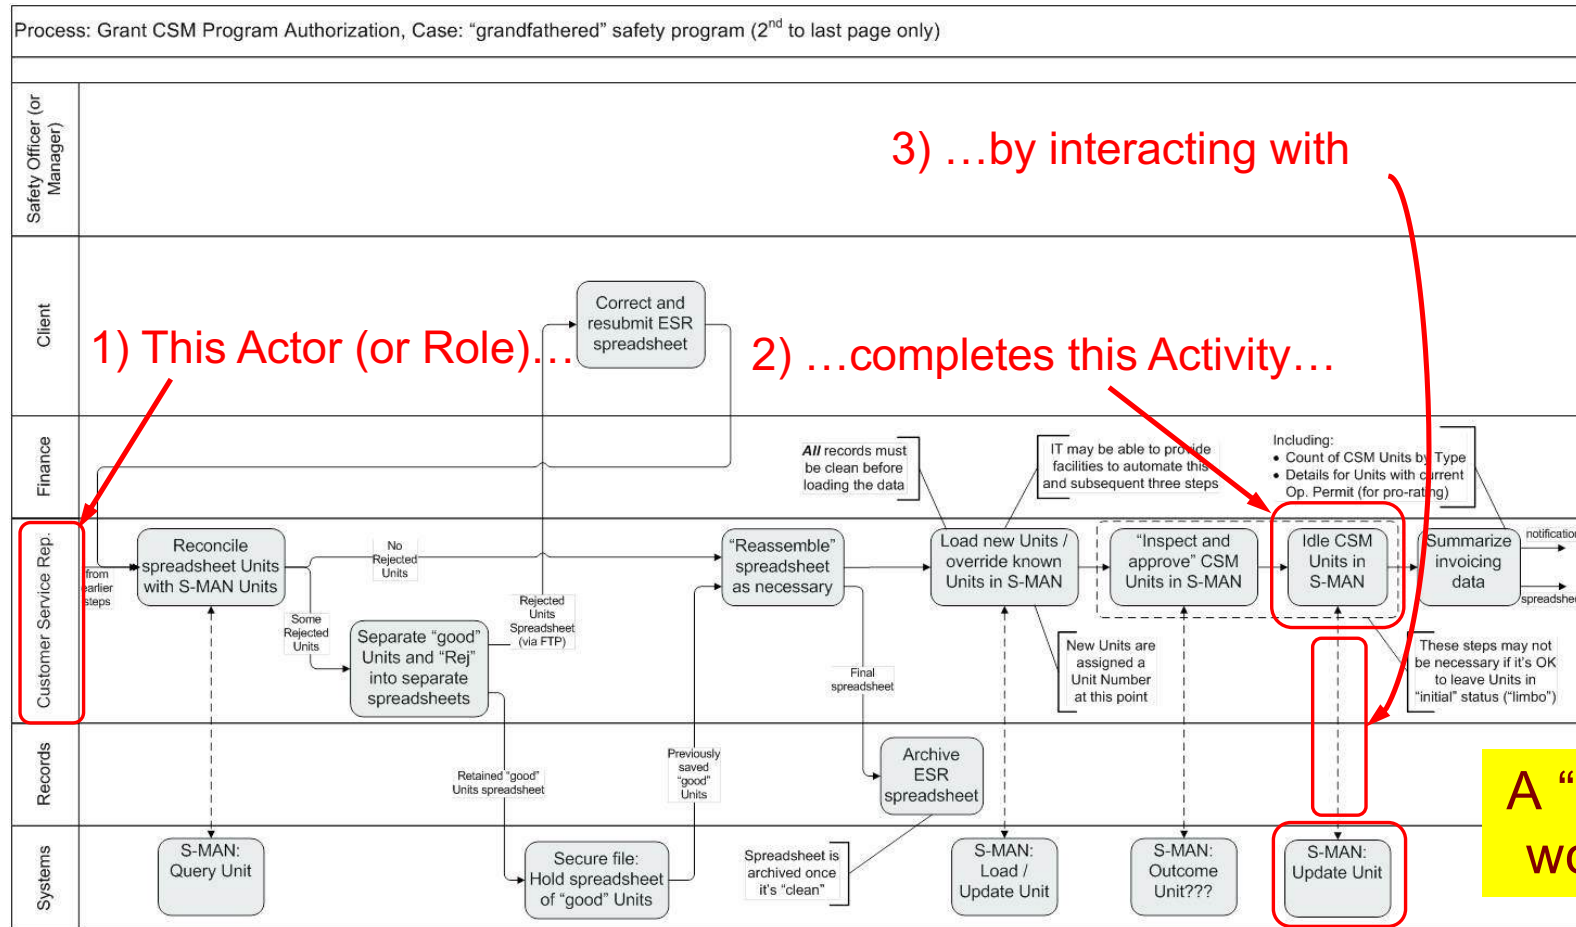 Process: Grant CSM Program Authorization, Case: “grandfathered” safety program (2nd to last page only)
Safety Officer (or
Manager)
3) …by interacting with
Client
Correct and
resubmit ESR
spreadsheet
1) This Actor (or Role)…
2) …completes this Activity…
Finance
All records must
be clean before
loading the data
IT may be able to provide
facilities to automate this
and subsequent three steps
Including:
• Count of CSM Units by Type
• Details for Units with current
Op. Permit (for pro-rating)
Customer Service Rep.
from
earlier
steps
Reconcile
spreadsheet Units
with S-MAN Units
No
Rejected
Units
Some
Rejected
Units
Separate “good”
Units and “Rej”
into separate
spreadsheets
Rejected
Units
Spreadsheet
(via FTP)
“Reassemble”
spreadsheet
as necessary
Final
spreadsheet
Load new Units /
override known
Units in S-MAN
New Units are
assigned a
Unit Number
at this point
“Inspect and
approve” CSM
Units in S-MAN
Idle CSM
Units in
S-MAN
These steps may not
be necessary if it’s OK
to leave Units in
“initial” status (“limbo”)
Summarize
invoicing
data
notification
spreadshee
Records
Retained “good”
Units spreadsheet
Previously
saved
“good”
Units
Archive
ESR
spreadsheet
A “
wo
Systems
S-MAN:
Query Unit
Secure file:
Hold spreadsheet
of “good” Units
Spreadsheet is
archived once
it’s “clean”
S-MAN:
Load /
Update Unit
S-MAN:
Outcome
Unit???
S-MAN:
Update Unit